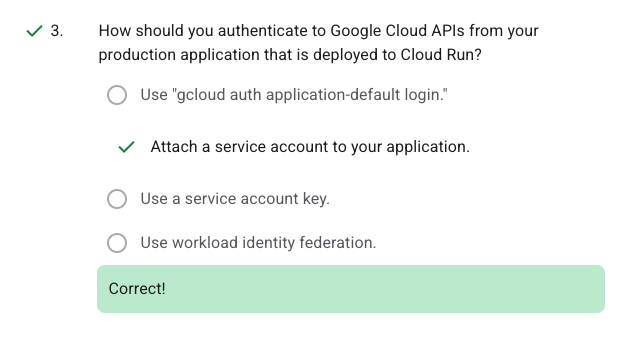 3. How should you authenticate to Google Cloud APIs from your
production application that is deployed to Cloud Run?
Use "gcloud auth application-default login."
Attach a service account to your application.
Use a service account key.
Use workload identity federation.
Correct!